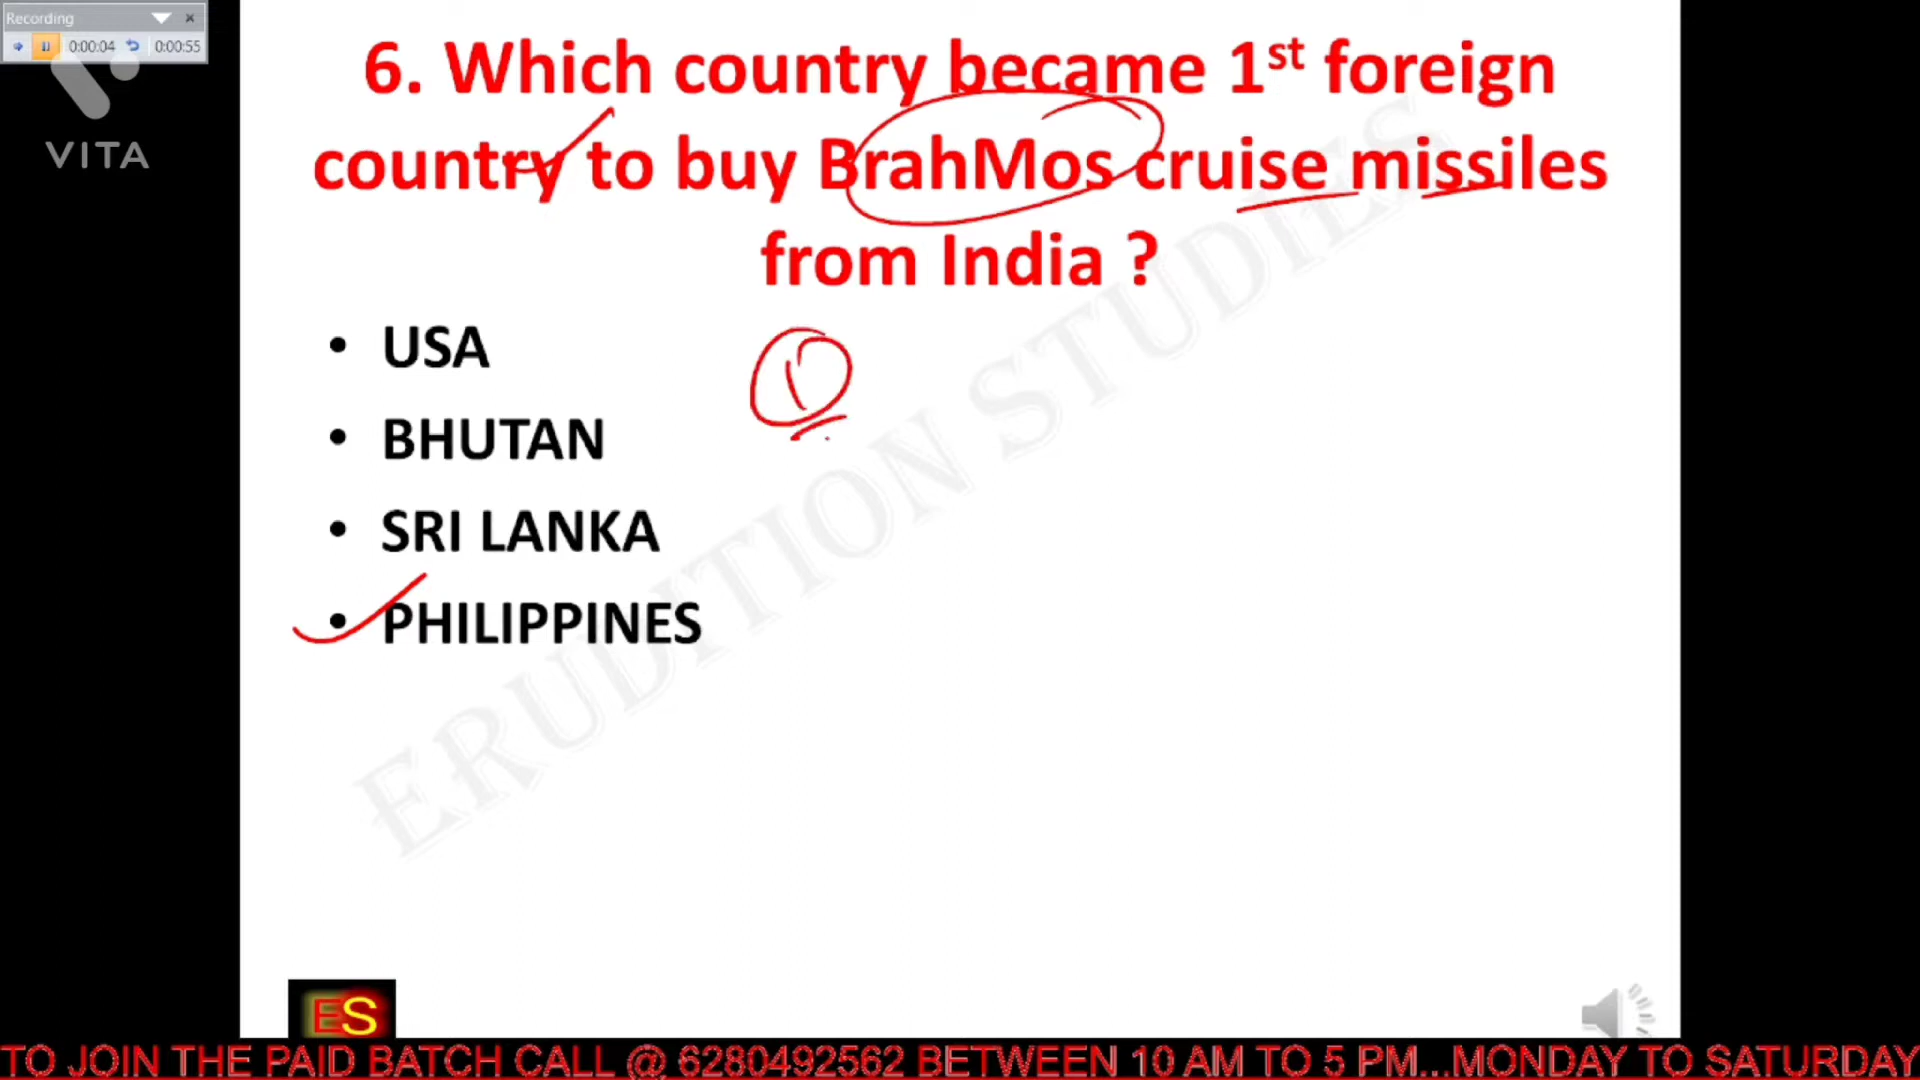 Recording
0:00:04 0:00:55
VITA
6. Which country became 1st foreign
country to buy BrahMos cruise missiles
from India ?
• USA
• BHUTAN
• SRI LANKA
• PHILIPPINES
1
ERUDITION STUDIES
ES
TO JOIN THE PAID BATCH CALL @ 6280492562 BETWEEN 10 AM TO 5 PM...MONDAY TO SATURDAY